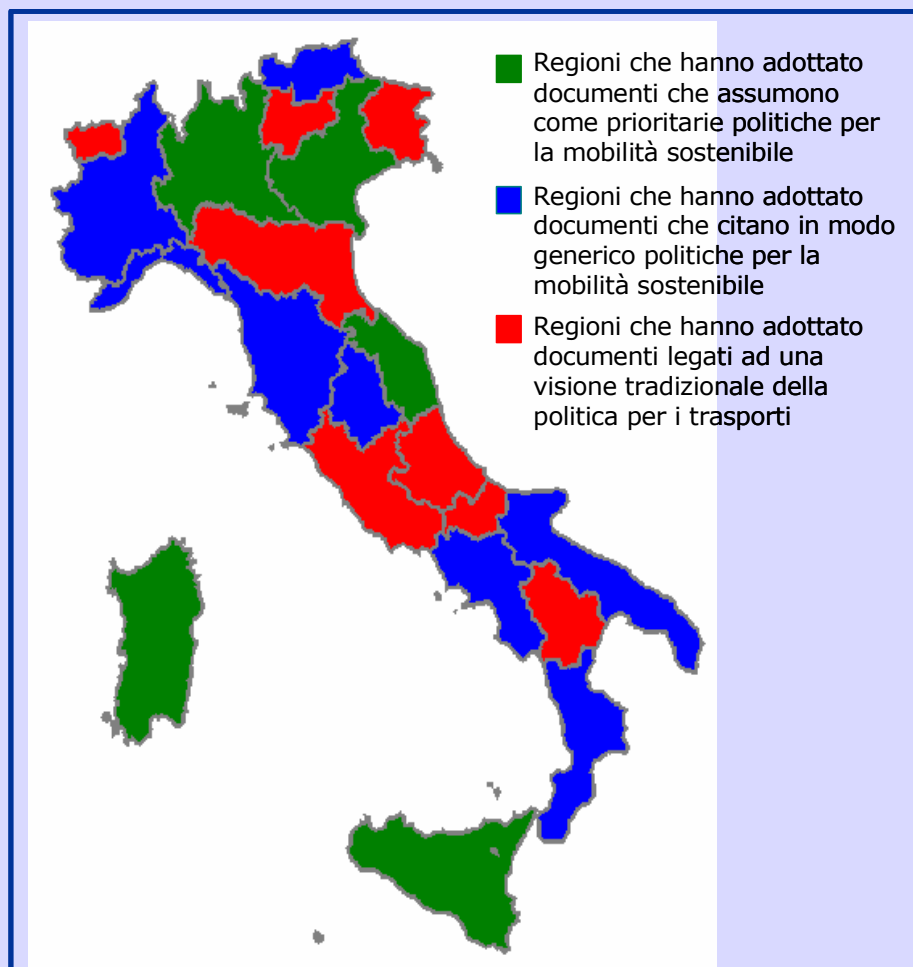 Regioni che hanno adottato
documenti che assumono
come prioritarie politiche per
la mobilità sostenibile
Regioni che hanno adottato
documenti che citano in modo
generico politiche per la
mobilità sostenibile
Regioni che hanno adottato
documenti legati ad una
visione tradizionale della
politica per i trasporti